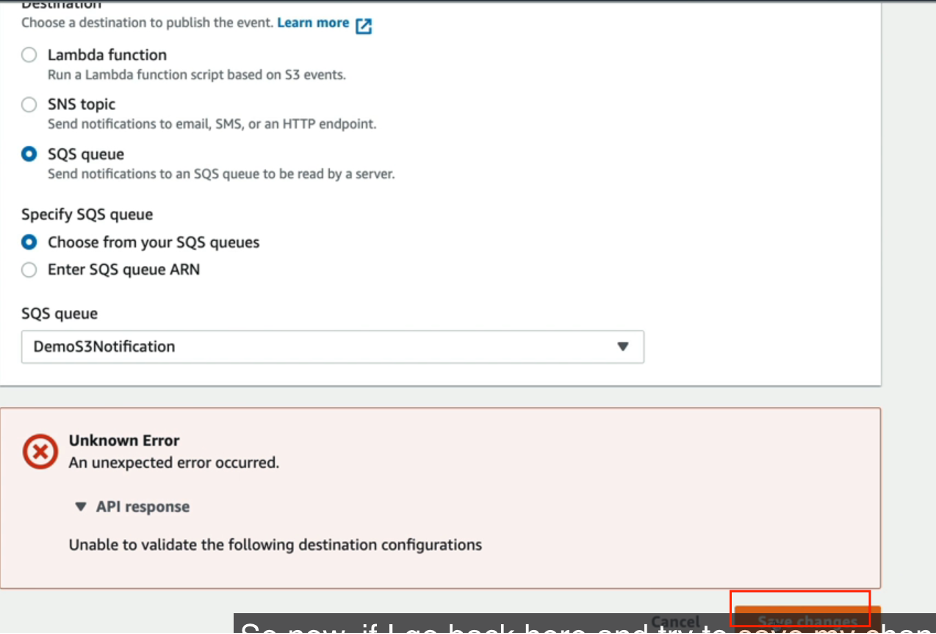 Destination
Choose a destination to publish the event. Learn more
Lambda function
Run a Lambda function script based on S3 events.
SNS topic
Send notifications to email, SMS, or an HTTP endpoint.
SQS queue
Send notifications to an SQS queue to be read by a server.
Specify SQS queue
Choose from your SQS queues
Enter SQS queue ARN
SQS queue
DemoS3Notification
Unknown Error
An unexpected error occurred.
API response
Unable to validate the following destination configurations
Cancel Save changes
So now, if I go back here and try to save my